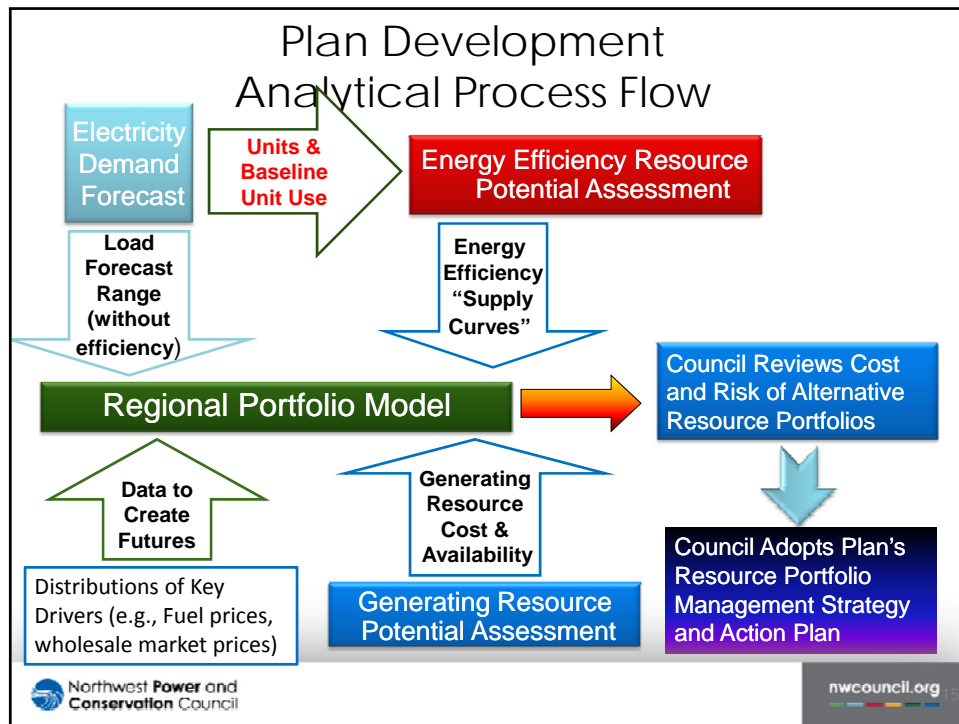 Plan Development
Analytical Process Flow
Electricity
Demand
Forecast
Units &
Baseline
Unit Use
Energy Efficiency Resource
Potential Assessment
Load
Forecast
Range
(without
efficiency)
Energy
Efficiency
“Supply
Curves”
Regional Portfolio Model
Council Reviews Cost
and Risk of Alternative
Resource Portfolios
Data to
Create
Futures
Generating
Resource
Cost &
Availability
Distributions of Key
Drivers (e.g., Fuel prices,
wholesale market prices)
Generating Resource
Potential Assessment
Council Adopts Plan’s
Resource Portfolio
Management Strategy
and Action Plan
Northwest Power and
Conservation Council
nwcouncil.org
15